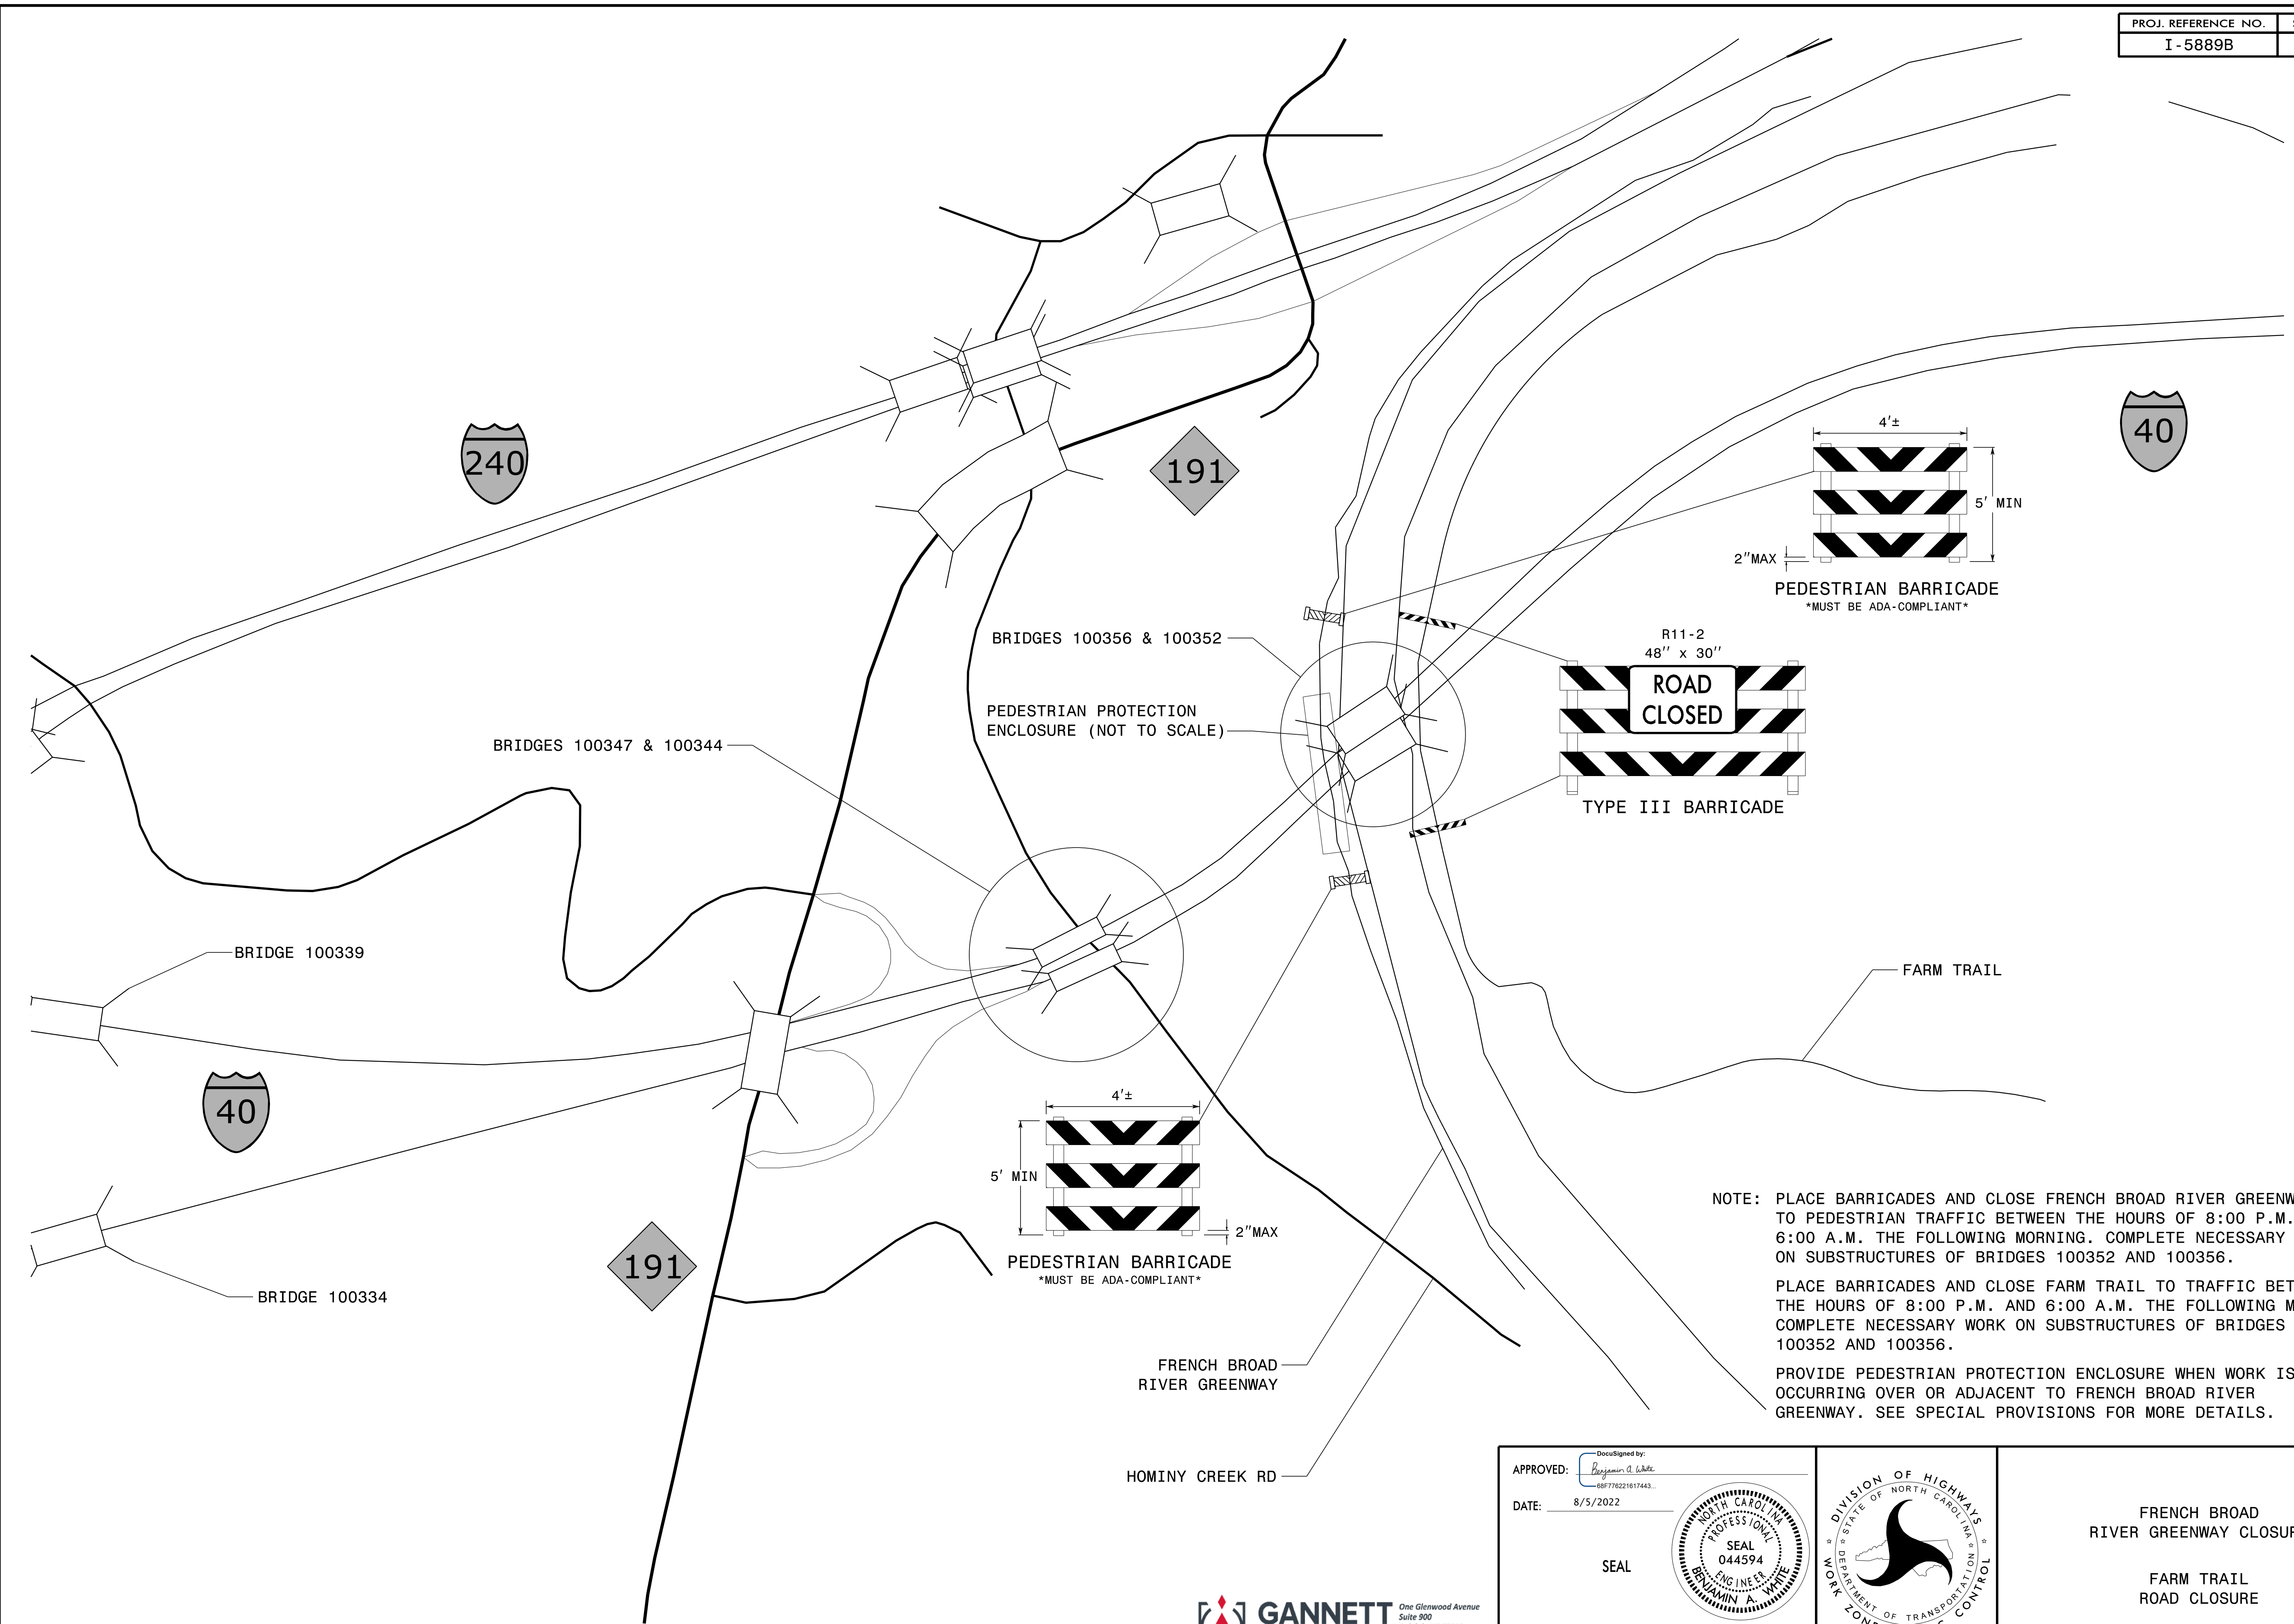 PROJ. REFERENCE NO.
I-5889B
240
191
40
4'±
5' MIN
2"MAX
PEDESTRIAN BARRICADE
*MUST BE ADA-COMPLIANT*
R11-2
48'' x 30''
ROAD
CLOSED
TYPE III BARRICADE
BRIDGES 100356 & 100352
PEDESTRIAN PROTECTION
ENCLOSURE (NOT TO SCALE)
BRIDGES 100347 & 100344
BRIDGE 100339
FARM TRAIL
40
BRIDGE 100334
191
4'±
5' MIN
2"MAX
PEDESTRIAN BARRICADE
*MUST BE ADA-COMPLIANT*
FRENCH BROAD
RIVER GREENWAY
HOMINY CREEK RD
NOTE: PLACE BARRICADES AND CLOSE FRENCH BROAD RIVER
TO PEDESTRIAN TRAFFIC BETWEEN THE HOURS OF 8:00 P.M.
6:00 A.M. THE FOLLOWING MORNING. COMPLETE NECESSARY
ON SUBSTRUCTURES OF BRIDGES 100352 AND 100356.
PLACE BARRICADES AND CLOSE FARM TRAIL TO TRAFFIC
THE HOURS OF 8:00 P.M. AND 6:00 A.M. THE FOLLOWING
COMPLETE NECESSARY WORK ON SUBSTRUCTURES OF BRIDGES
100352 AND 100356.
PROVIDE PEDESTRIAN PROTECTION ENCLOSURE WHEN WORK IS
OCCURRING OVER OR ADJACENT TO FRENCH BROAD RIVER
GREENWAY. SEE SPECIAL PROVISIONS FOR MORE DETAILS.
APPROVED:
DocuSigned by:
Benjamin A. White
68F776221617443...
DATE: 8/5/2022
SEAL
NORTH CAROLINA
PROFESSIONAL
SEAL
044594
ENGINEER
BENJAMIN A. WHITE
DIVISION OF HIGHWAYS
STATE OF NORTH CAROLINA
DEPARTMENT OF TRANSPORTATION
WORK CONTROL
FRENCH BROAD
RIVER GREENWAY
FARM TRAIL
ROAD CLOSURE
GANNETT
One Glenwood Avenue
Suite 900